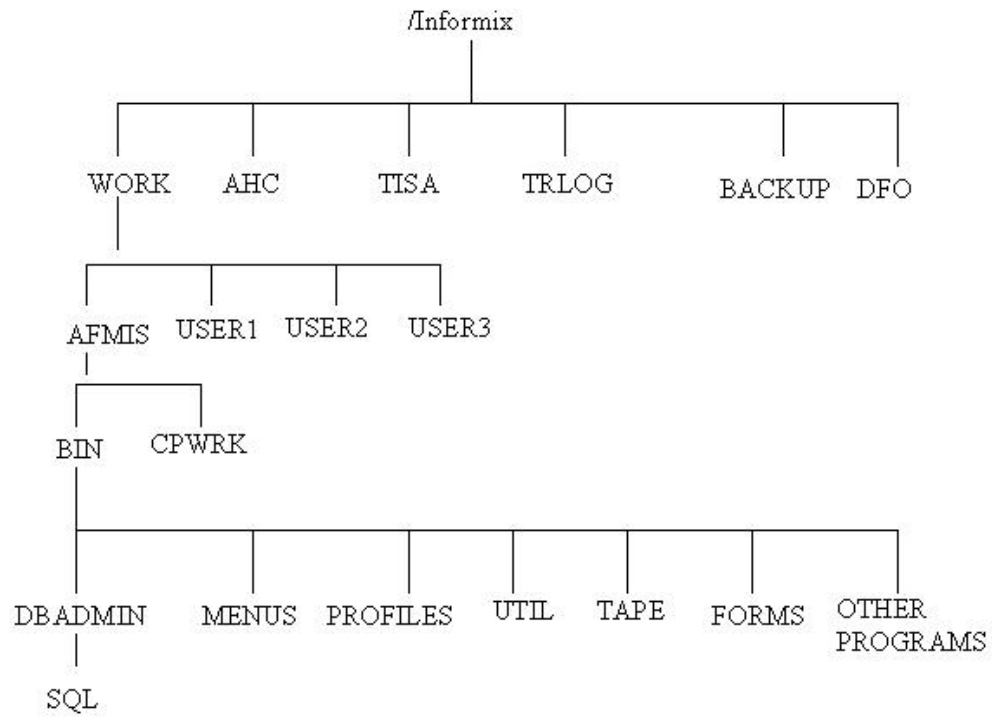 /Informix
WORK AHC TISA TRLOG BACKUP DFO
AFMIS USER1 USER2 USER3
BIN CPWRK
DBADMIN MENUS PROFILES UTIL TAPE FORMS OTHER
PROGRAMS
SQL